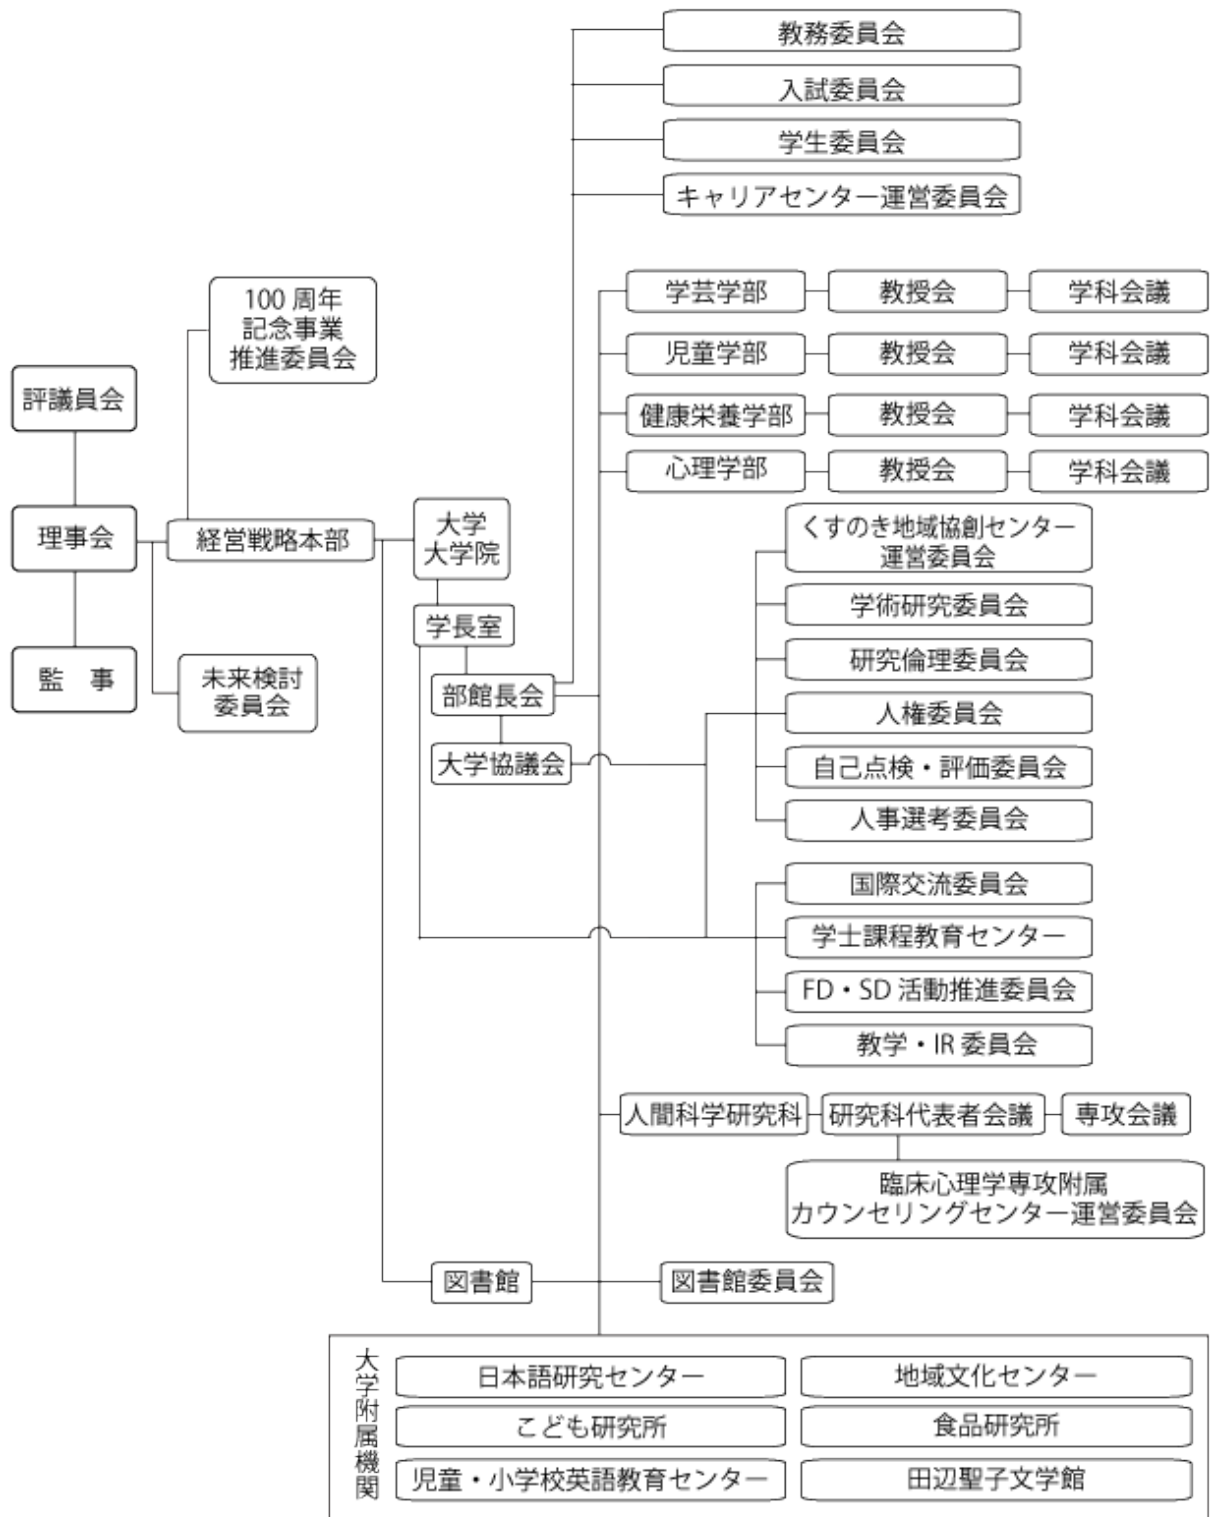 教務委員会
入試委員会
学生委員会
キャリアセンター運営委員会
100 周年
記念事業
推進委員会
学芸学部
教授会
学科会議
児童学部
教授会
学科会議
健康栄養学部
教授会
学科会議
心理学部
教授会
学科会議
評議員会
理事会
監　事
経営戦略本部
未来検討
委員会
大学
大学院
学長室
部館長会
大学協議会
くすのき地域協創センター
運営委員会
学術研究委員会
研究倫理委員会
人権委員会
自己点検・評価委員会
人事選考委員会
国際交流委員会
学士課程教育センター
FD・SD 活動推進委員会
教学・IR 委員会
人間科学研究科
研究科代表者会議
専攻会議
臨床心理学専攻附属
カウンセリングセンター運営委員会
図書館
図書館委員会
大学附属機関
日本語研究センター
地域文化センター
こども研究所
食品研究所
児童・小学校英語教育センター
田辺聖子文学館